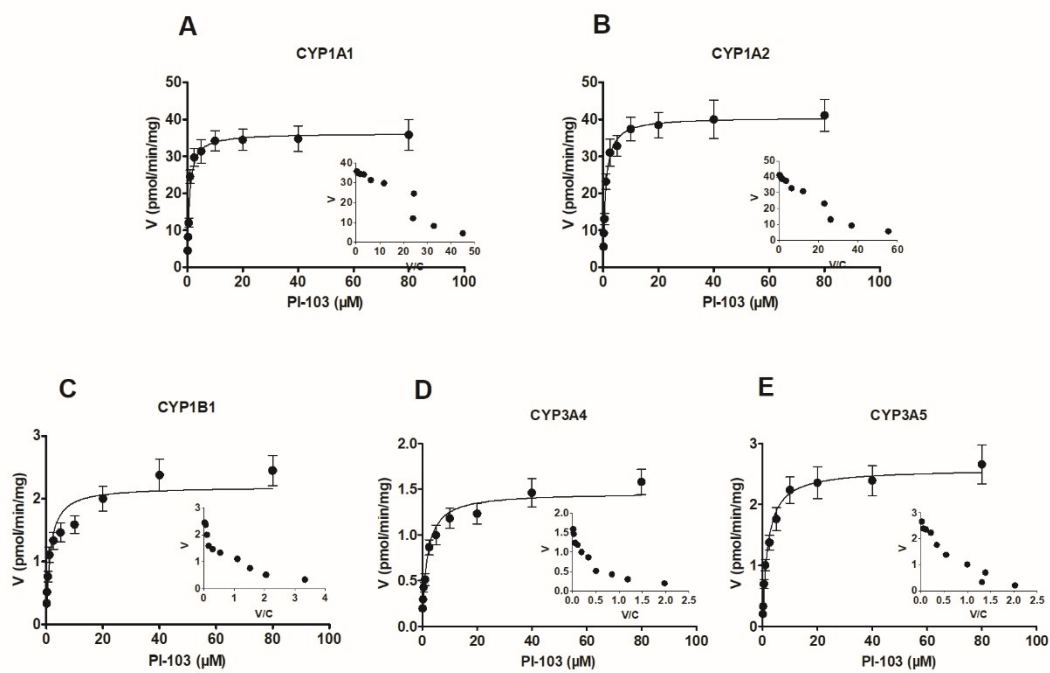 A
CYP1A1
V (pmol/min/mg)
50
40
30
20
10
0
0 20 40 60 80 100
PI-103 (µM)
V
40
30
20
10
0
0 10 20 30 40 50
V/C
B
CYP1A2
V (pmol/min/mg)
50
40
30
20
10
0
0 20 40 60 80 100
PI-103 (µM)
V
50
40
30
20
10
0
0 20 40 60
V/C
C
CYP1B1
V (pmol/min/mg)
3
2
1
0
0 20 40 60 80 100
PI-103 (µM)
V
3
2
1
0
0 1 2 3 4
V/C
D
CYP3A4
V (pmol/min/mg)
2.0
1.5
1.0
0.5
0.0
0 20 40 60 80 100
PI-103 (µM)
V
2.0
1.5
1.0
0.5
0.0
0.0 0.5 1.0 1.5 2.0 2.5
V/C
E
CYP3A5
V (pmol/min/mg)
3
2
1
0
0 20 40 60 80 100
PI-103 (µM)
V
3
2
1
0
0.0 0.5 1.0 1.5 2.0 2.5
V/C